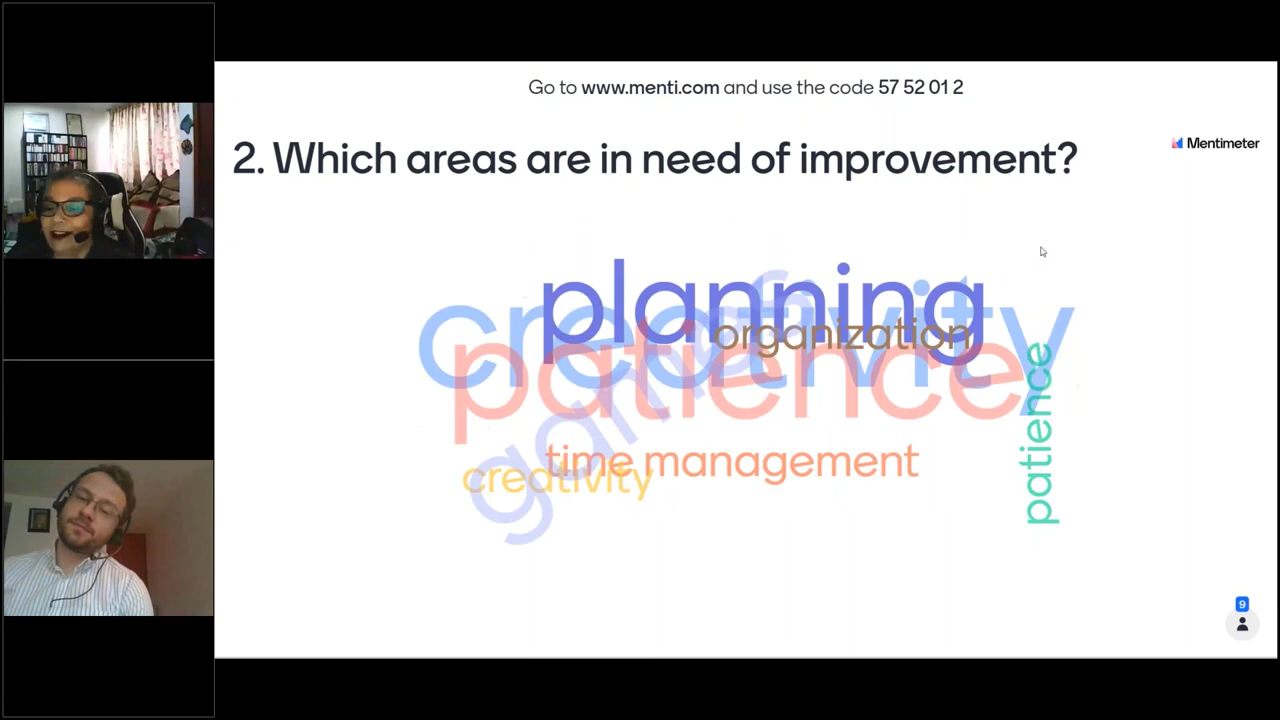 Go to www.menti.com and use the code 57 52 01 2
Mentimeter
2. Which areas are in need of improvement?
planning
creativity
organization
patience
games
patience
time management
creativity
9